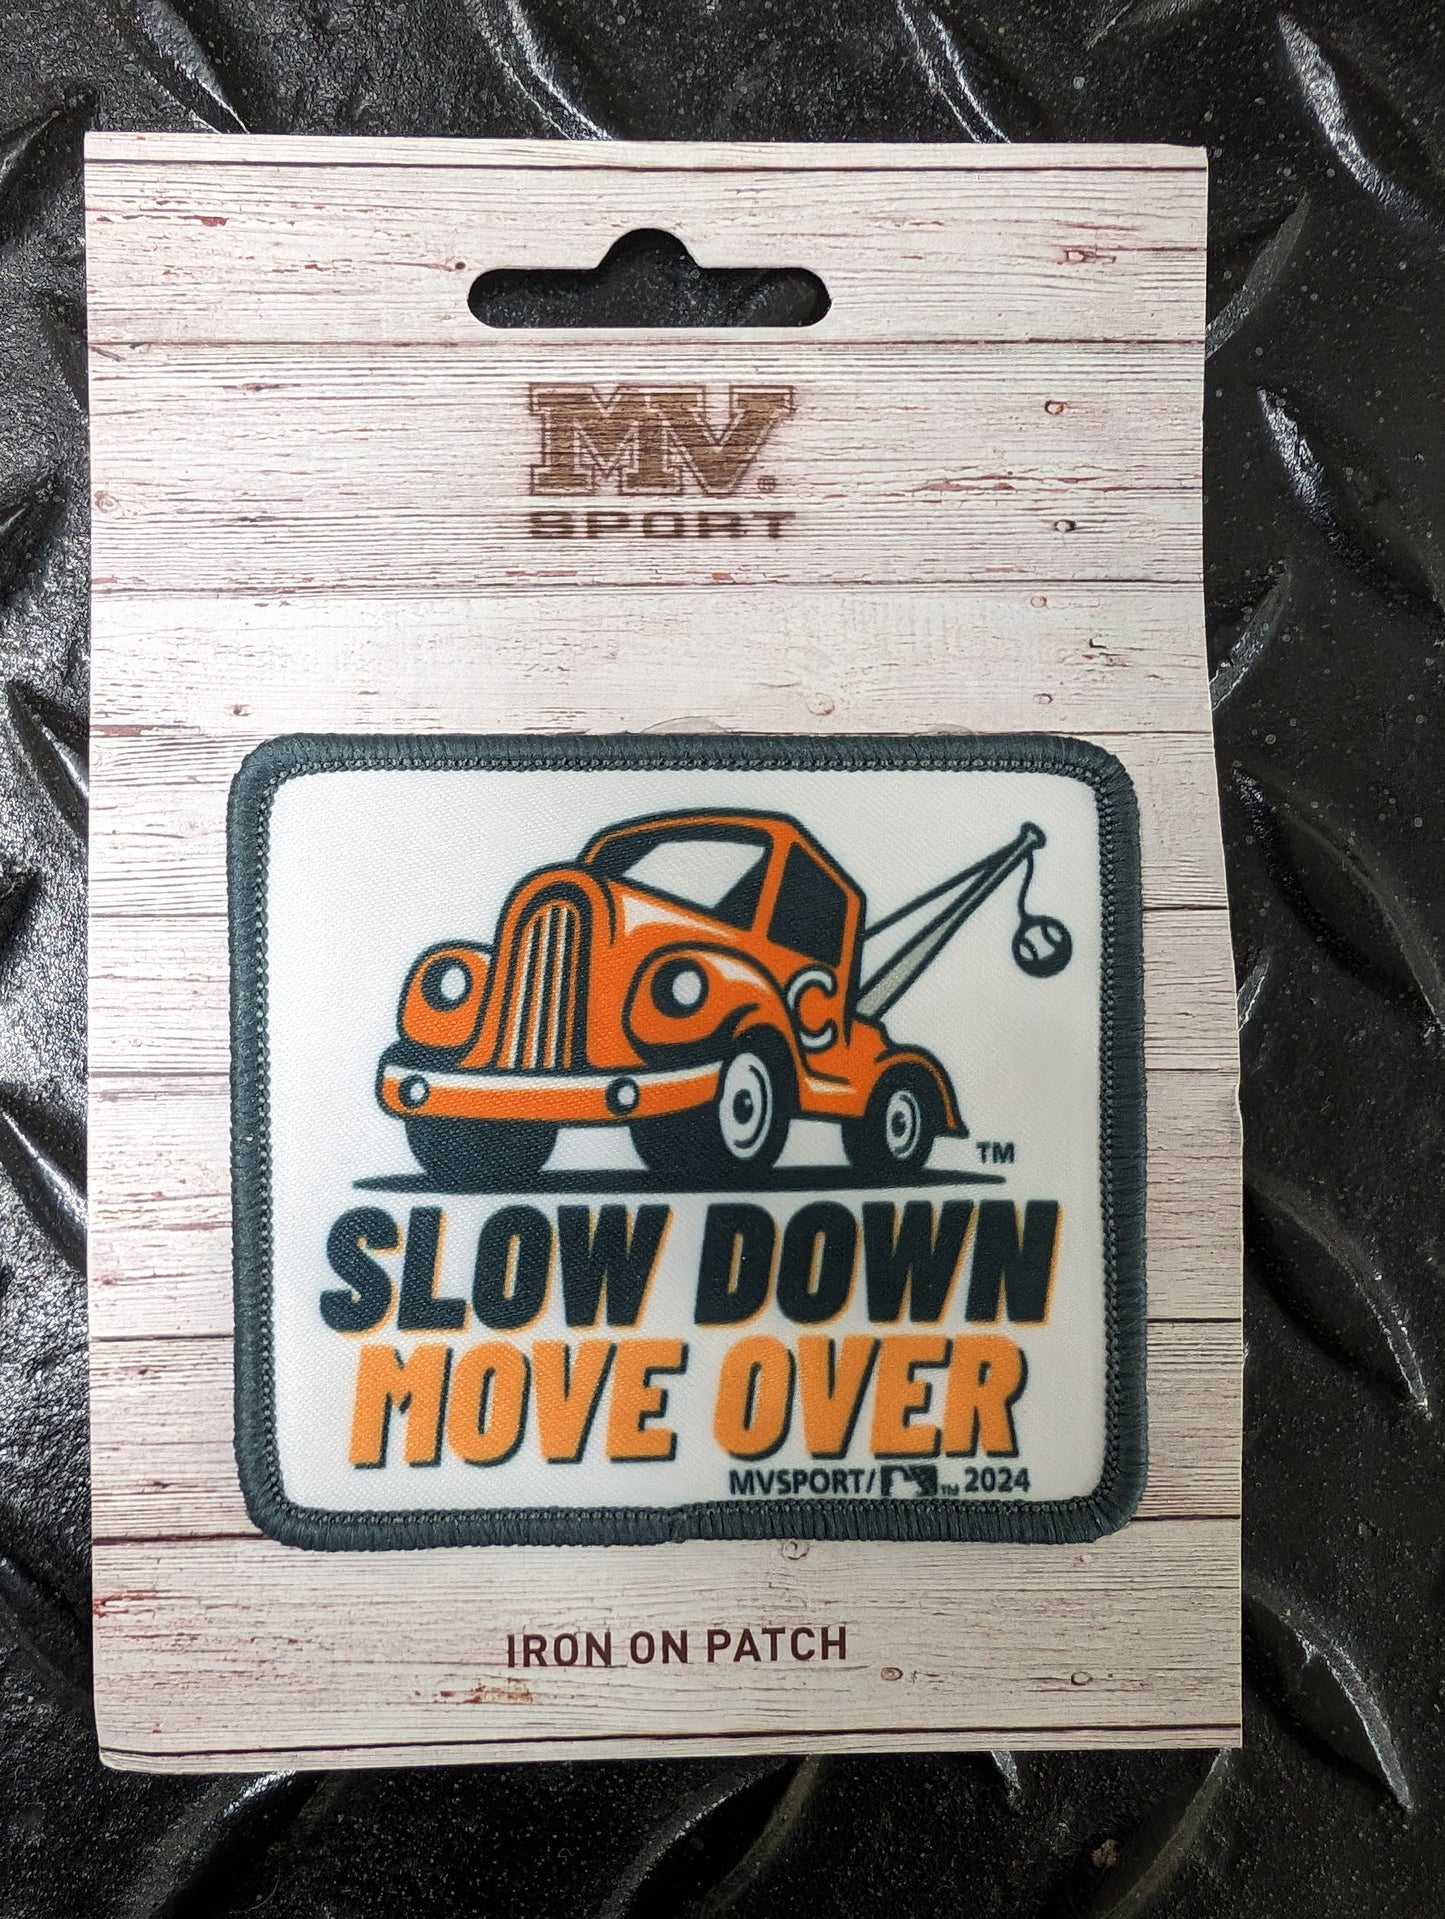 MV®
SPORT
C
TM
SLOW DOWN
MOVE OVER
MVSPORT/ TM 2024
IRON ON PATCH